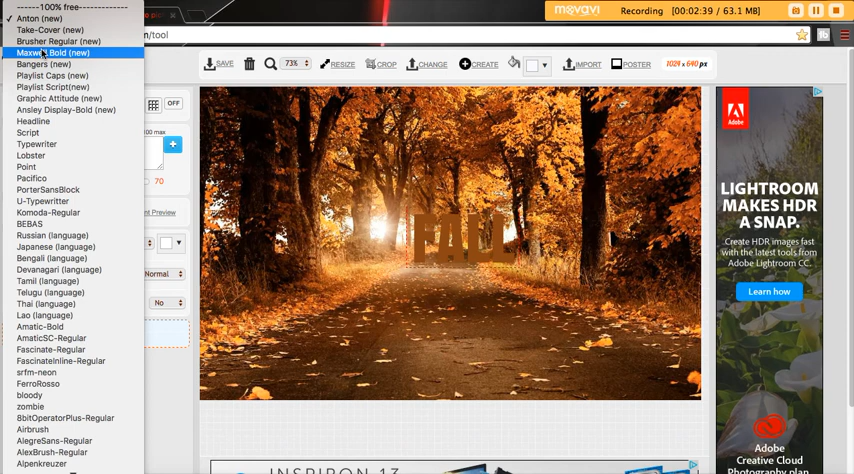 ------100% free-------------
✓ Anton (new)
Take-Cover (new)
Brusher Regular (new)
Maxwell Bold (new)
Bangers (new)
Playlist Caps (new)
Playlist Script(new)
Graphic Attitude (new)
Ansley Display-Bold (new)
Headline
Script
Typewriter
Lobster
Point
Pacifico
PorterSansBlock
U-Typewriter
Komoda-Regular
BEBAS
Russian (language)
Japanese (language)
Bengali (language)
Devanagari (language)
Tamil (language)
Telugu (language)
Thai (language)
Lao (language)
Amatic-Bold
AmaticSC-Regular
Fascinate-Regular
FascinateInline-Regular
srfm-neon
FerroRosso
bloody
zombie
8bitOperatorPlus-Regular
Airbrush
AlegreSans-Regular
AlexBrush-Regular
Alpenkreuzer
movavi
Recording [00:02:39 / 63.1 MB]
/tool
SAVE
73%
RESIZE
CROP
CHANGE
CREATE
IMPORT
POSTER
1024 x 640 px
OFF
100 max
+
70
nt Preview
Normal
No
FALL
Adobe
LIGHTROOM
MAKES HDR
A SNAP.
Create HDR images fast
with the latest tools from
Adobe Lightroom CC.
Learn how
Adobe
Creative Cloud
Photography plan
INSPIRON 13